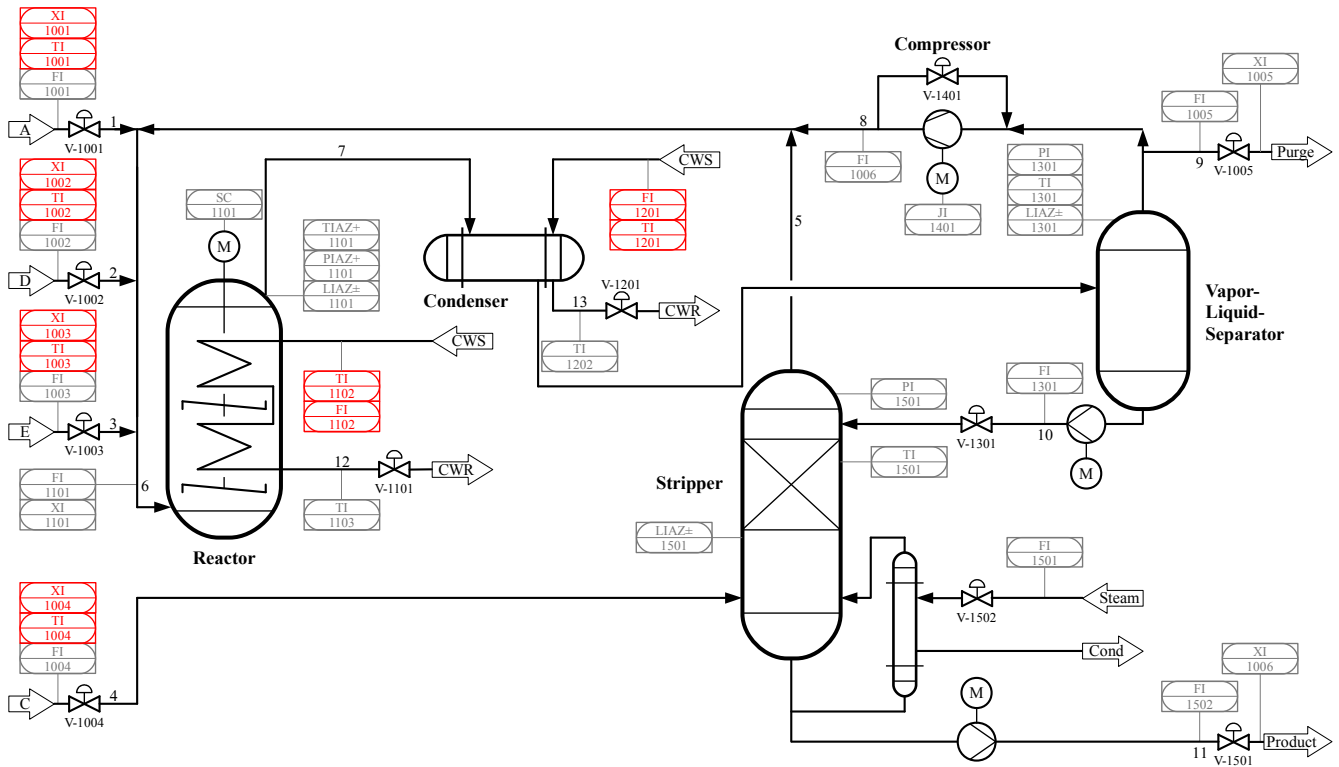 XI
1001
TI
1001
FI
1001
A
V-1001
1
XI
1002
TI
1002
FI
1002
D
V-1002
2
XI
1003
TI
1003
FI
1003
E
V-1003
3
FI
1101
XI
1101
6
XI
1004
TI
1004
FI
1004
C
V-1004
4
7
SC
1101
M
TIAZ+
1101
PIAZ+
1101
LIAZ±
1101
Reactor
CWS
TI
1102
FI
1102
12
V-1101
CWR
TI
1103
CWS
FI
1201
TI
1201
Condenser
13
V-1201
CWR
TI
1202
5
8
FI
1006
Compressor
V-1401
M
JI
1401
PI
1301
TI
1301
LIAZ±
1301
FI
1005
XI
1005
9
V-1005
Purge
Vapor-
Liquid-
Separator
FI
1301
V-1301
10
M
PI
1501
TI
1501
Stripper
LIAZ±
1501
FI
1501
V-1502
Steam
Cond
M
FI
1502
XI
1006
11
V-1501
Product